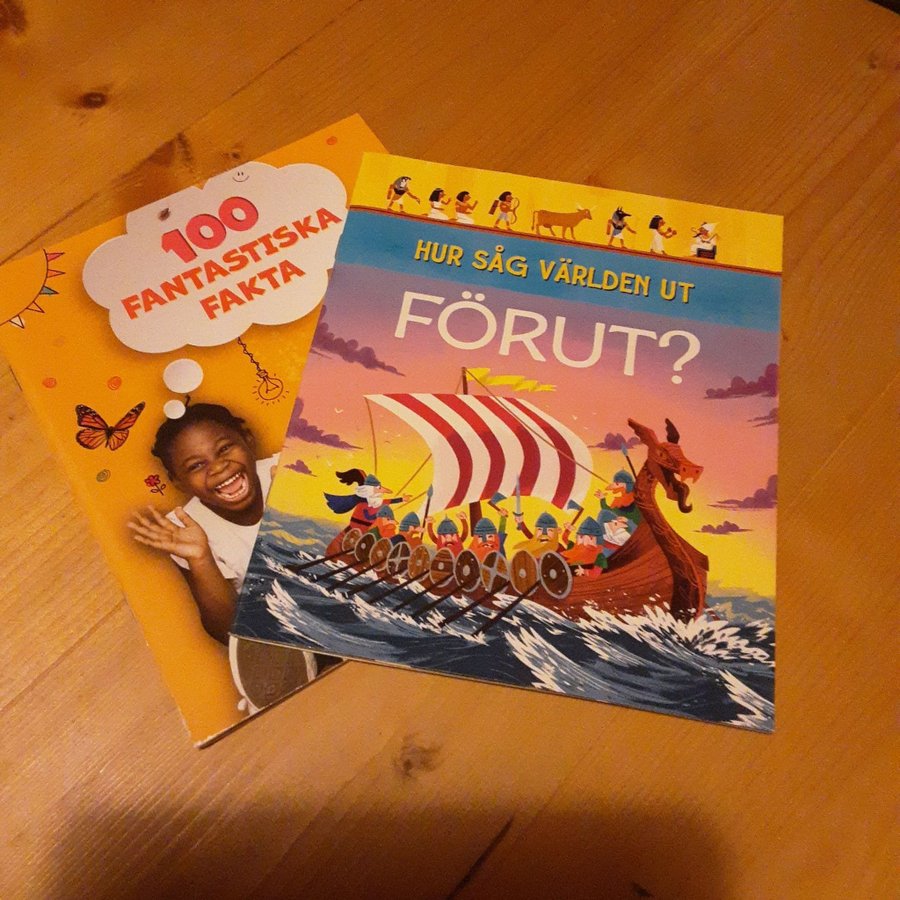 100
FANTASTISKA
FAKTA
HUR SÅG VÄRLDEN UT
FÖRUT?